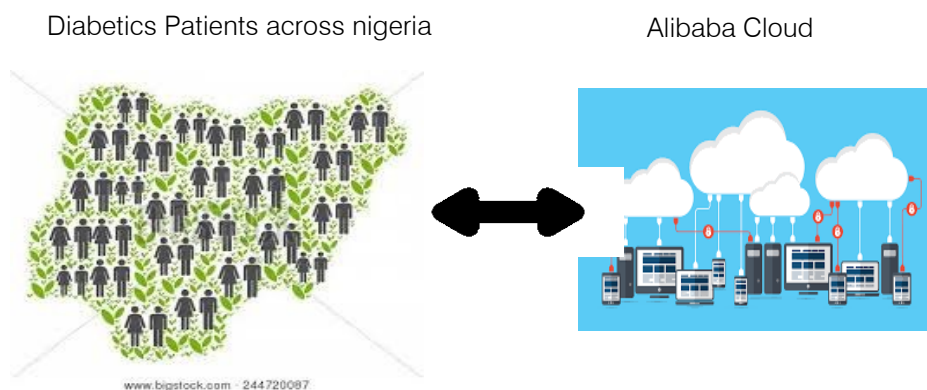 Diabetics Patients across nigeria
Alibaba Cloud
www.bigstock.com · 244720087